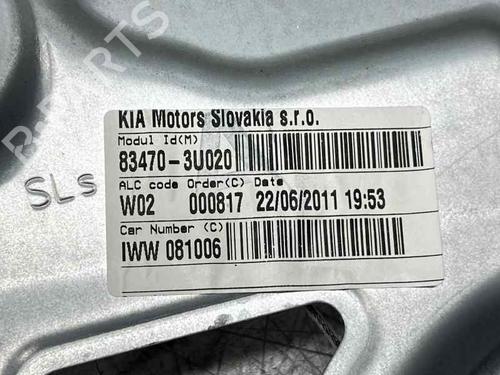 KIA Motors Slovakia s.r.o.
Modul Id(M)
83470-3U020
ALC code Order(C) Date
W02 000817 22/06/2011 19:53
Car Number (C)
IWW 081006
SLS
B-PARTS